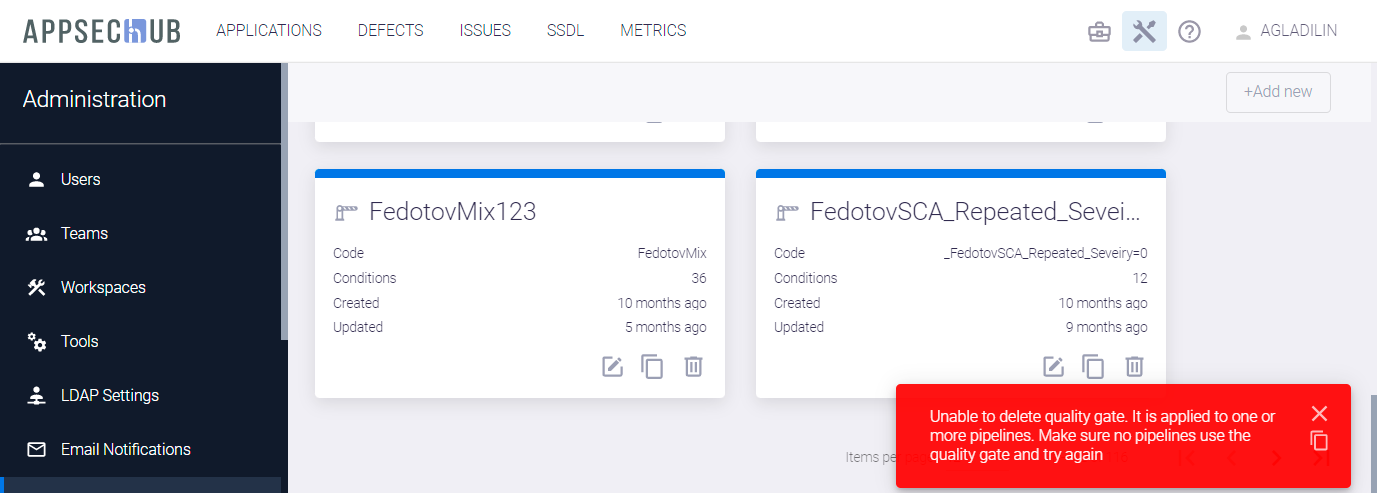 APPSECHUB APPLICATIONS DEFECTS ISSUES SSDL METRICS AGLADILIN
Administration
+Add new
Users
Teams
Workspaces
Tools
LDAP Settings
Email Notifications
FedotovMix123
Code FedotovMix
Conditions 36
Created 10 months ago
Updated 5 months ago
FedotovSCA_Repeated_Sevei...
Code _FedotovSCA_Repeated_Seveiry=0
Conditions 12
Created 10 months ago
Updated 9 months ago
Items per
Unable to delete quality gate. It is applied to one or
more pipelines. Make sure no pipelines use the
quality gate and try again